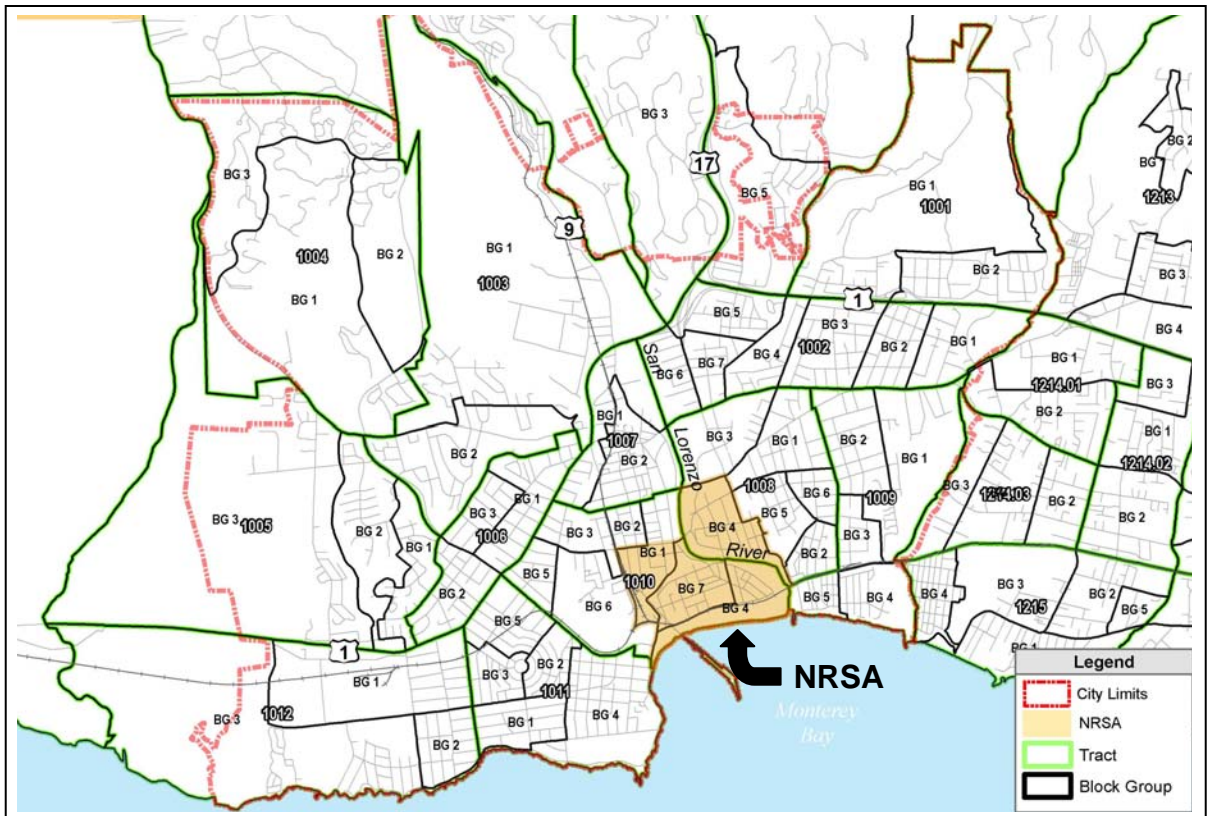 BG 3
17
BG 2
BG
1213
BG 3
BG 5
BG 1
1001
9
BG 1
1003
1004
BG 2
BG 1
BG 2
BG 3
1
BG 4
BG 5
BG 3
1002
BG 2
BG 1
BG 1
1214.01
BG 3
San
BG 6
BG 7
BG 4
BG 2
BG 1
1214.02
BG 1
1007
BG 2
Lorenzo
BG 3
BG 1
BG 2
BG 1
BG 2
BG 3
1005
BG 2
BG 1
BG 3
1006
BG 1
BG 2
1008
BG 6
1009
BG 3
1214.03
BG 2
BG 2
BG 3
BG 2
BG 4
BG 5
River
BG 1
1010
BG 2
BG 3
BG 5
BG 6
BG 7
BG 4
BG 5
BG 4
BG 4
BG 3
1215
BG 2
BG 5
BG 1
1
BG 5
BG 3
BG 2
1011
BG 1
BG 4
BG 1
BG 3
1012
BG 2
NRSA
Monterey
Bay
Legend
City Limits
NRSA
Tract
Block Group